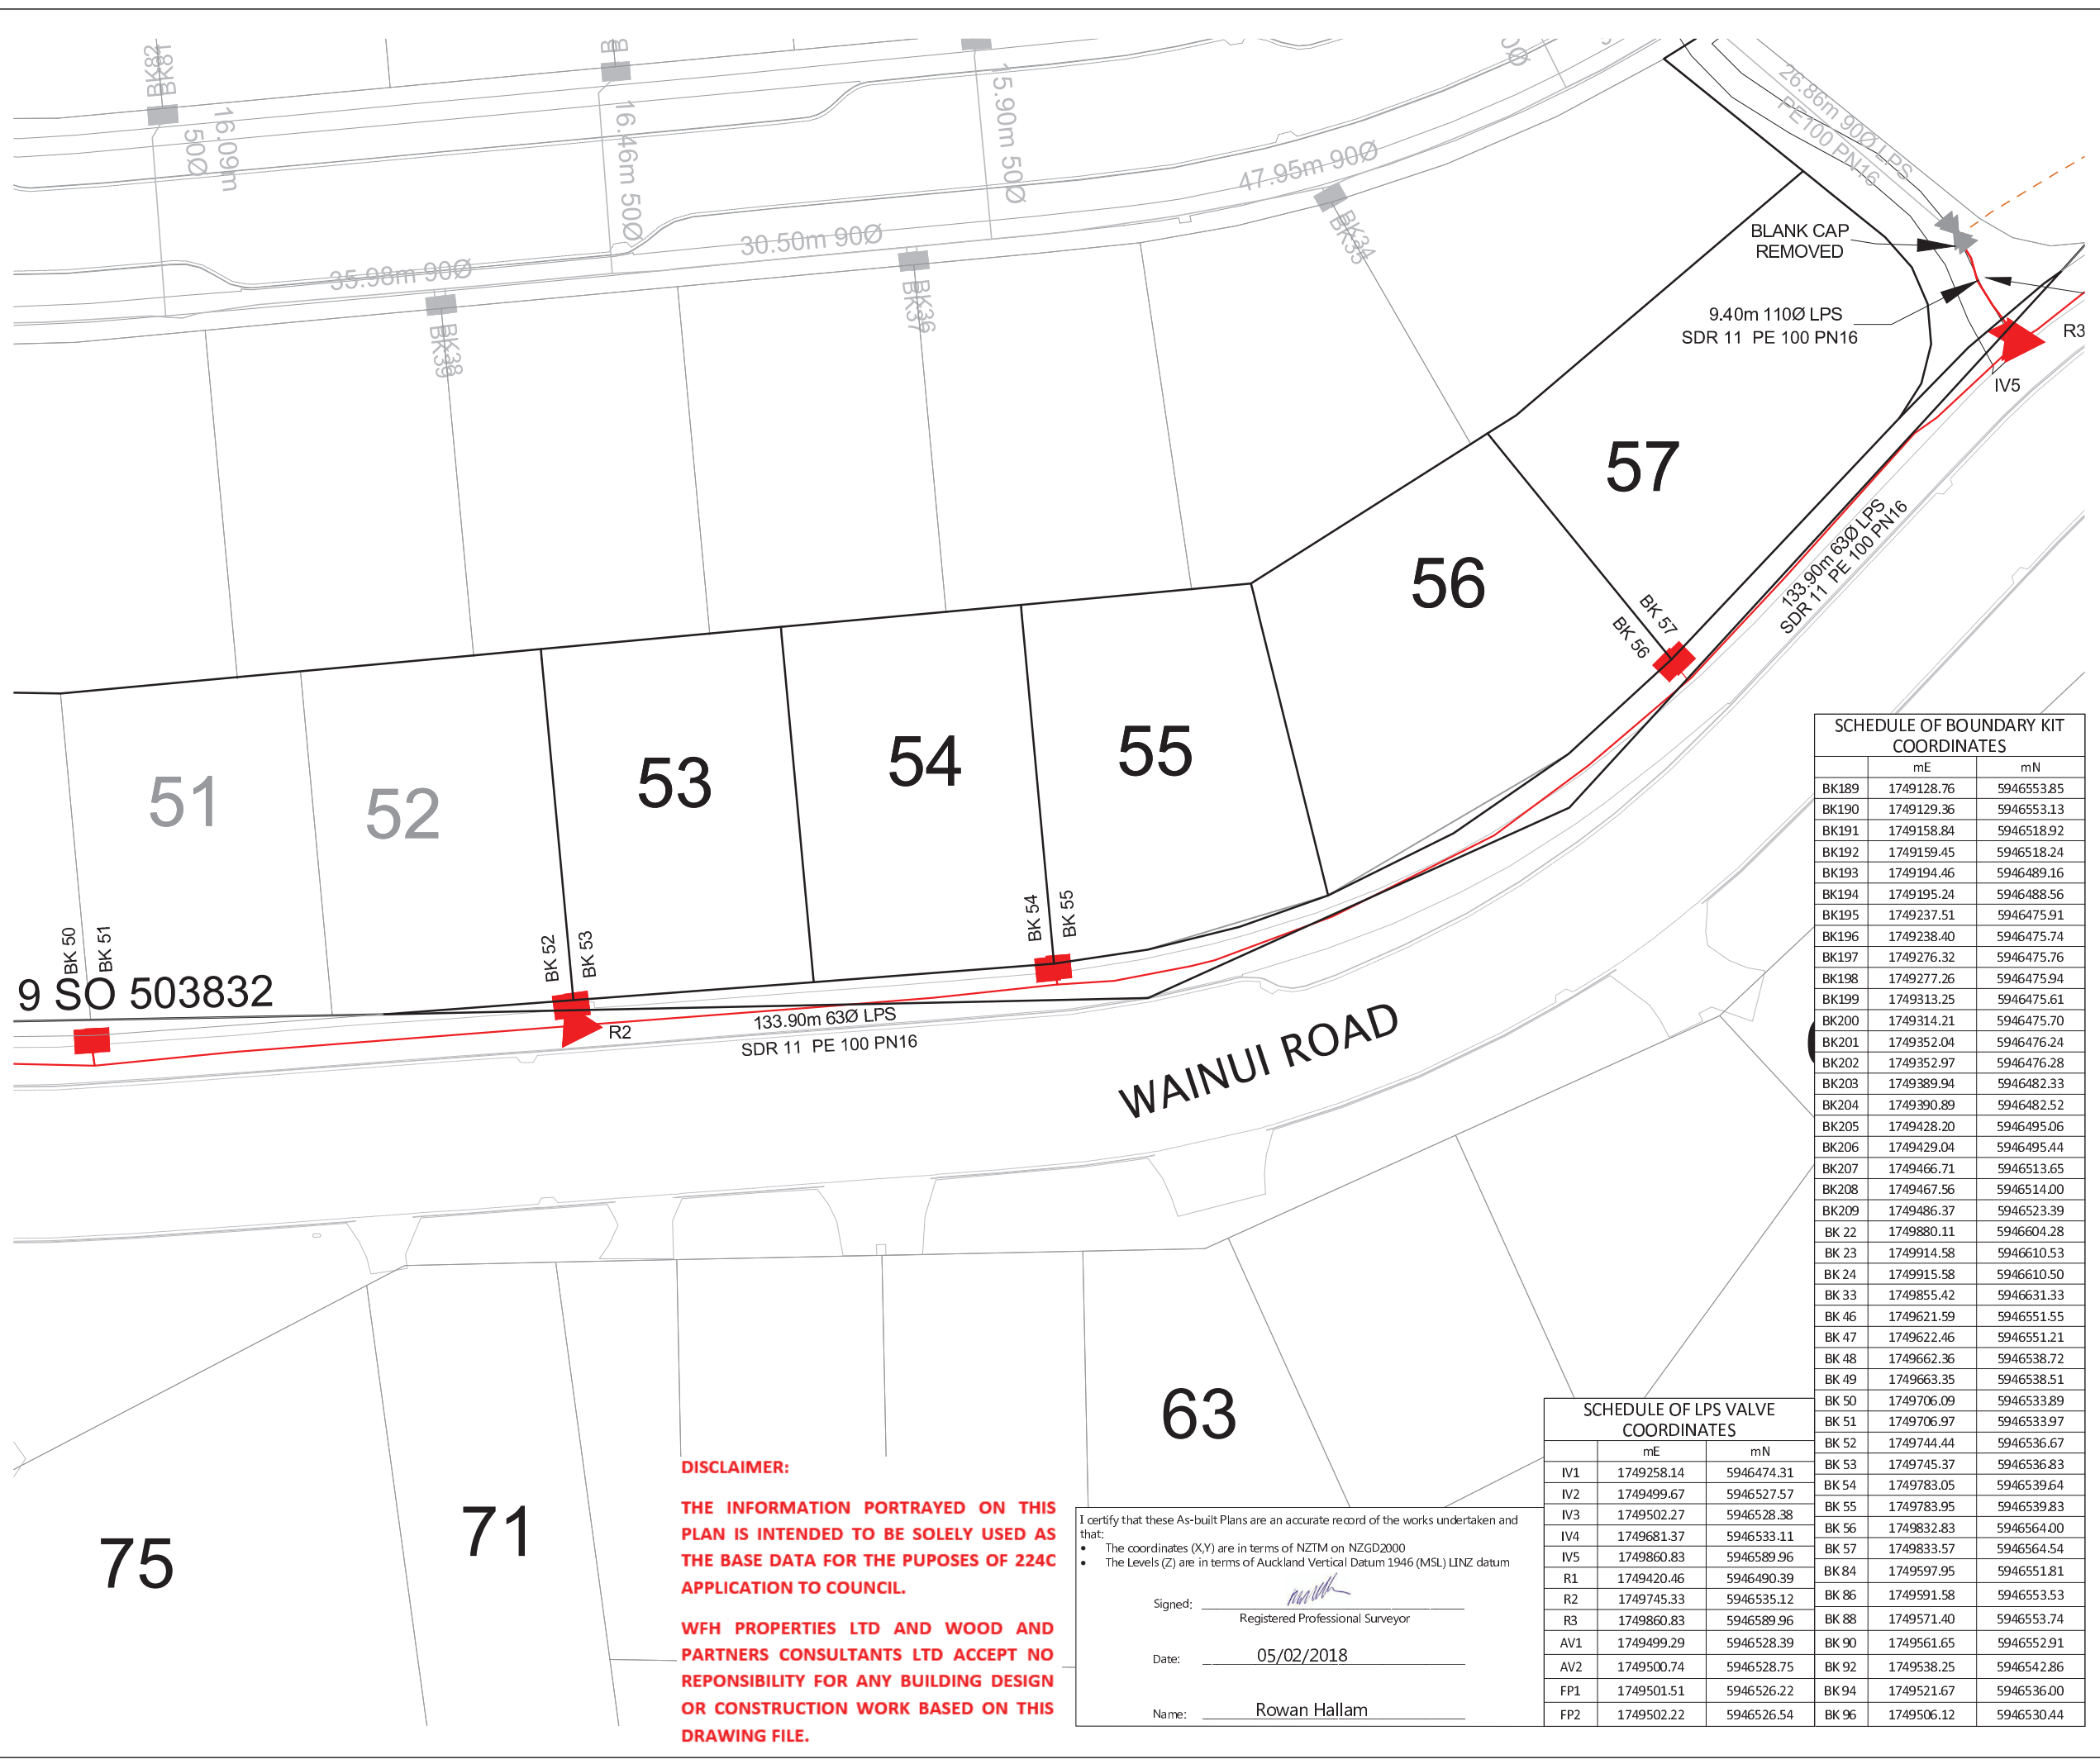 BK82
BK81
16.09m
50Ø
16.46m 50Ø
15.90m 50Ø
47.95m 90Ø
30.50m 90Ø
35.98m 90Ø
BK38
BK39
BK36
BK37
BK34
BK35
26.86m 90Ø LPS
PE100 PN16
BLANK CAP
REMOVED
9.40m 110Ø LPS
SDR 11 PE 100 PN16
R3
IV5
57
56
BK 57
BK 56
133.90m 63Ø LPS
SDR 11 PE 100 PN16
51
52
53
54
55
BK 50
BK 51
BK 52
BK 53
BK 54
BK 55
9 SO 503832
R2
133.90m 63Ø LPS
SDR 11 PE 100 PN16
WAINUI ROAD
63
71
75
DISCLAIMER:
THE INFORMATION PORTRAYED ON THIS
PLAN IS INTENDED TO BE SOLELY USED AS
THE BASE DATA FOR THE PUPOSES OF 224C
APPLICATION TO COUNCIL.
WFH PROPERTIES LTD AND WOOD AND
PARTNERS CONSULTANTS LTD ACCEPT NO
REPONSIBILITY FOR ANY BUILDING DESIGN
OR CONSTRUCTION WORK BASED ON THIS
DRAWING FILE.
I certify that these As-built Plans are an accurate record of the works undertaken and
that:
• The coordinates (X,Y) are in terms of NZTM on NZGD2000
• The Levels (Z) are in terms of Auckland Vertical Datum 1946 (MSL) LINZ datum
Signed:
Registered Professional Surveyor
Date: 05/02/2018
Name: Rowan Hallam
SCHEDULE OF LPS VALVE
COORDINATES
mE mN
IV1 1749258.14 5946474.31
IV2 1749499.67 5946527.57
IV3 1749502.27 5946528.38
IV4 1749681.37 5946533.11
IV5 1749860.83 5946589.96
R1 1749420.46 5946490.39
R2 1749745.33 5946535.12
R3 1749860.83 5946589.96
AV1 1749499.29 5946528.39
AV2 1749500.74 5946528.75
FP1 1749501.51 5946526.22
FP2 1749502.22 5946526.54
SCHEDULE OF BOUNDARY KIT
COORDINATES
mE mN
BK189 1749128.76 5946553.85
BK190 1749129.36 5946553.13
BK191 1749158.84 5946518.92
BK192 1749159.45 5946518.24
BK193 1749194.46 5946489.16
BK194 1749195.24 5946488.56
BK195 1749237.51 5946475.91
BK196 1749238.40 5946475.74
BK197 1749276.32 5946475.76
BK198 1749277.26 5946475.94
BK199 1749313.25 5946475.61
BK200 1749314.21 5946475.70
BK201 1749352.04 5946476.24
BK202 1749352.97 5946476.28
BK203 1749389.94 5946482.33
BK204 1749390.89 5946482.52
BK205 1749428.20 5946495.06
BK206 1749429.04 5946495.44
BK207 1749466.71 5946513.65
BK208 1749467.56 5946514.00
BK209 1749486.37 5946523.39
BK 22 1749880.11 5946604.28
BK 23 1749914.58 5946610.53
BK 24 1749915.58 5946610.50
BK 33 1749855.42 5946631.33
BK 46 1749621.59 5946551.55
BK 47 1749622.46 5946551.21
BK 48 1749662.36 5946538.72
BK 49 1749663.35 5946538.51
BK 50 1749706.09 5946533.89
BK 51 1749706.97 5946533.97
BK 52 1749744.44 5946536.67
BK 53 1749745.37 5946536.83
BK 54 1749783.05 5946539.64
BK 55 1749783.95 5946539.83
BK 56 1749832.83 5946564.00
BK 57 1749833.57 5946564.54
BK 84 1749597.95 5946551.81
BK 86 1749591.58 5946553.53
BK 88 1749571.40 5946553.74
BK 90 1749561.65 5946552.91
BK 92 1749538.25 5946542.86
BK 94 1749521.67 5946536.00
BK 96 1749506.12 5946530.44